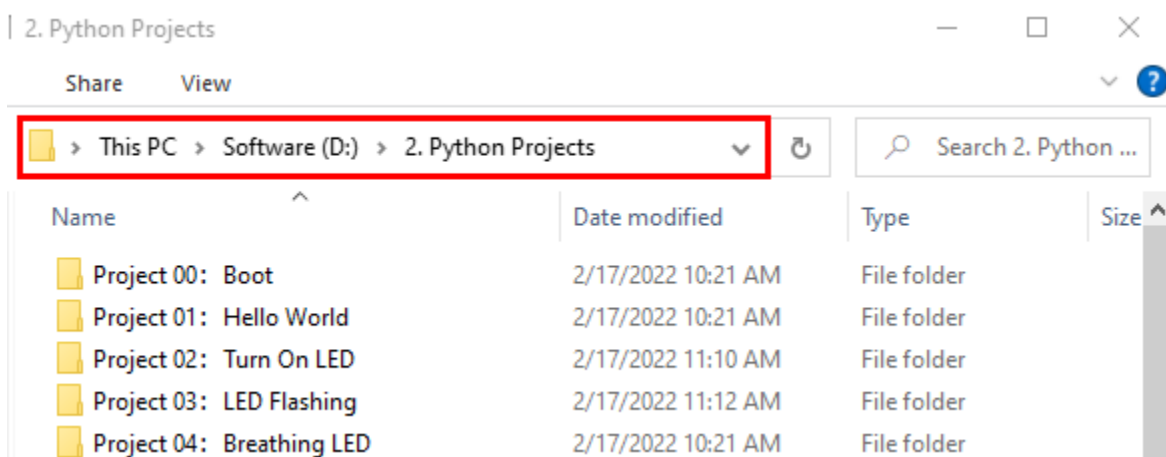 2. Python Projects
Share View
This PC > Software (D:) > 2. Python Projects
Search 2. Python ...
Name Date modified Type Size
Project 00： Boot 2/17/2022 10:21 AM File folder
Project 01： Hello World 2/17/2022 10:21 AM File folder
Project 02： Turn On LED 2/17/2022 11:10 AM File folder
Project 03： LED Flashing 2/17/2022 11:12 AM File folder
Project 04： Breathing LED 2/17/2022 10:21 AM File folder